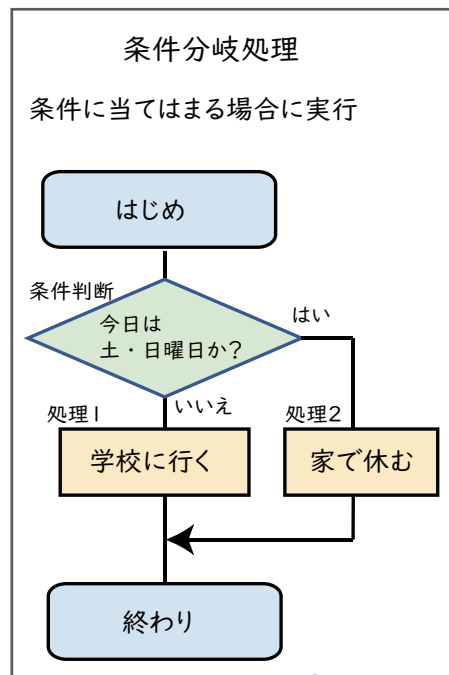 条件分岐処理
条件に当てはまる場合に実行
はじめ
条件判断
今日は
土・日曜日か?
はい
いいえ
処理1
処理2
学校に行く
家で休む
終わり